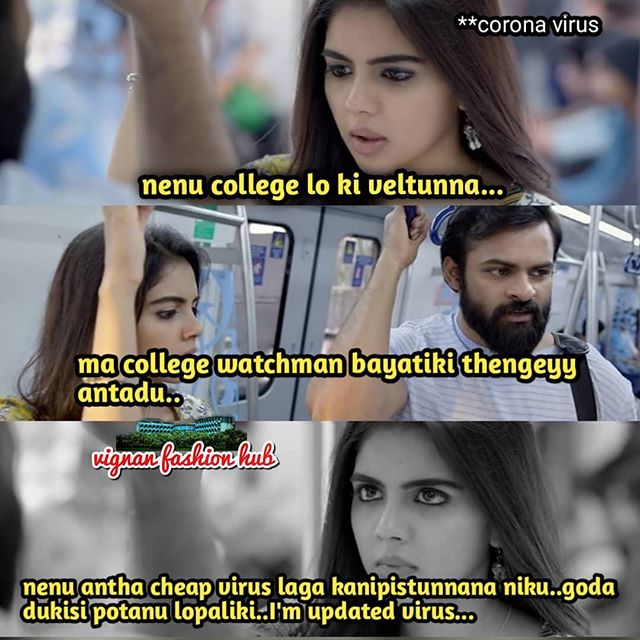 **corona virus
nenu college lo ki veltunna...
ma college watchman bayatiki thengeyy
antadu..
vignan fashion hub
nenu antha cheap virus laga kanipistunnana niku..goda
dukisi potanu lopaliki..I'm updated virus...